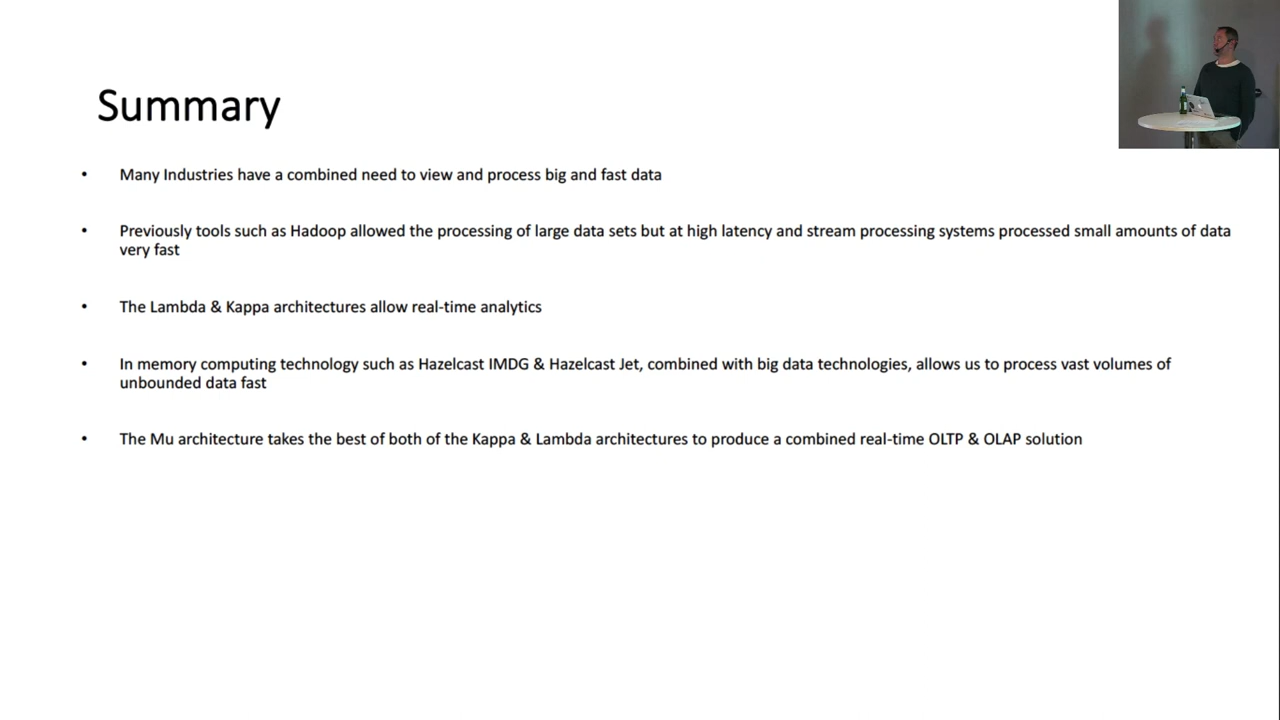 Summary
• Many Industries have a combined need to view and process big and fast data
• Previously tools such as Hadoop allowed the processing of large data sets but at high latency and stream processing systems processed small amounts of data
very fast
• The Lambda & Kappa architectures allow real-time analytics
• In memory computing technology such as Hazelcast IMDG & Hazelcast Jet, combined with big data technologies, allows us to process vast volumes of
unbounded data fast
• The Mu architecture takes the best of both of the Kappa & Lambda architectures to produce a combined real-time OLTP & OLAP solution